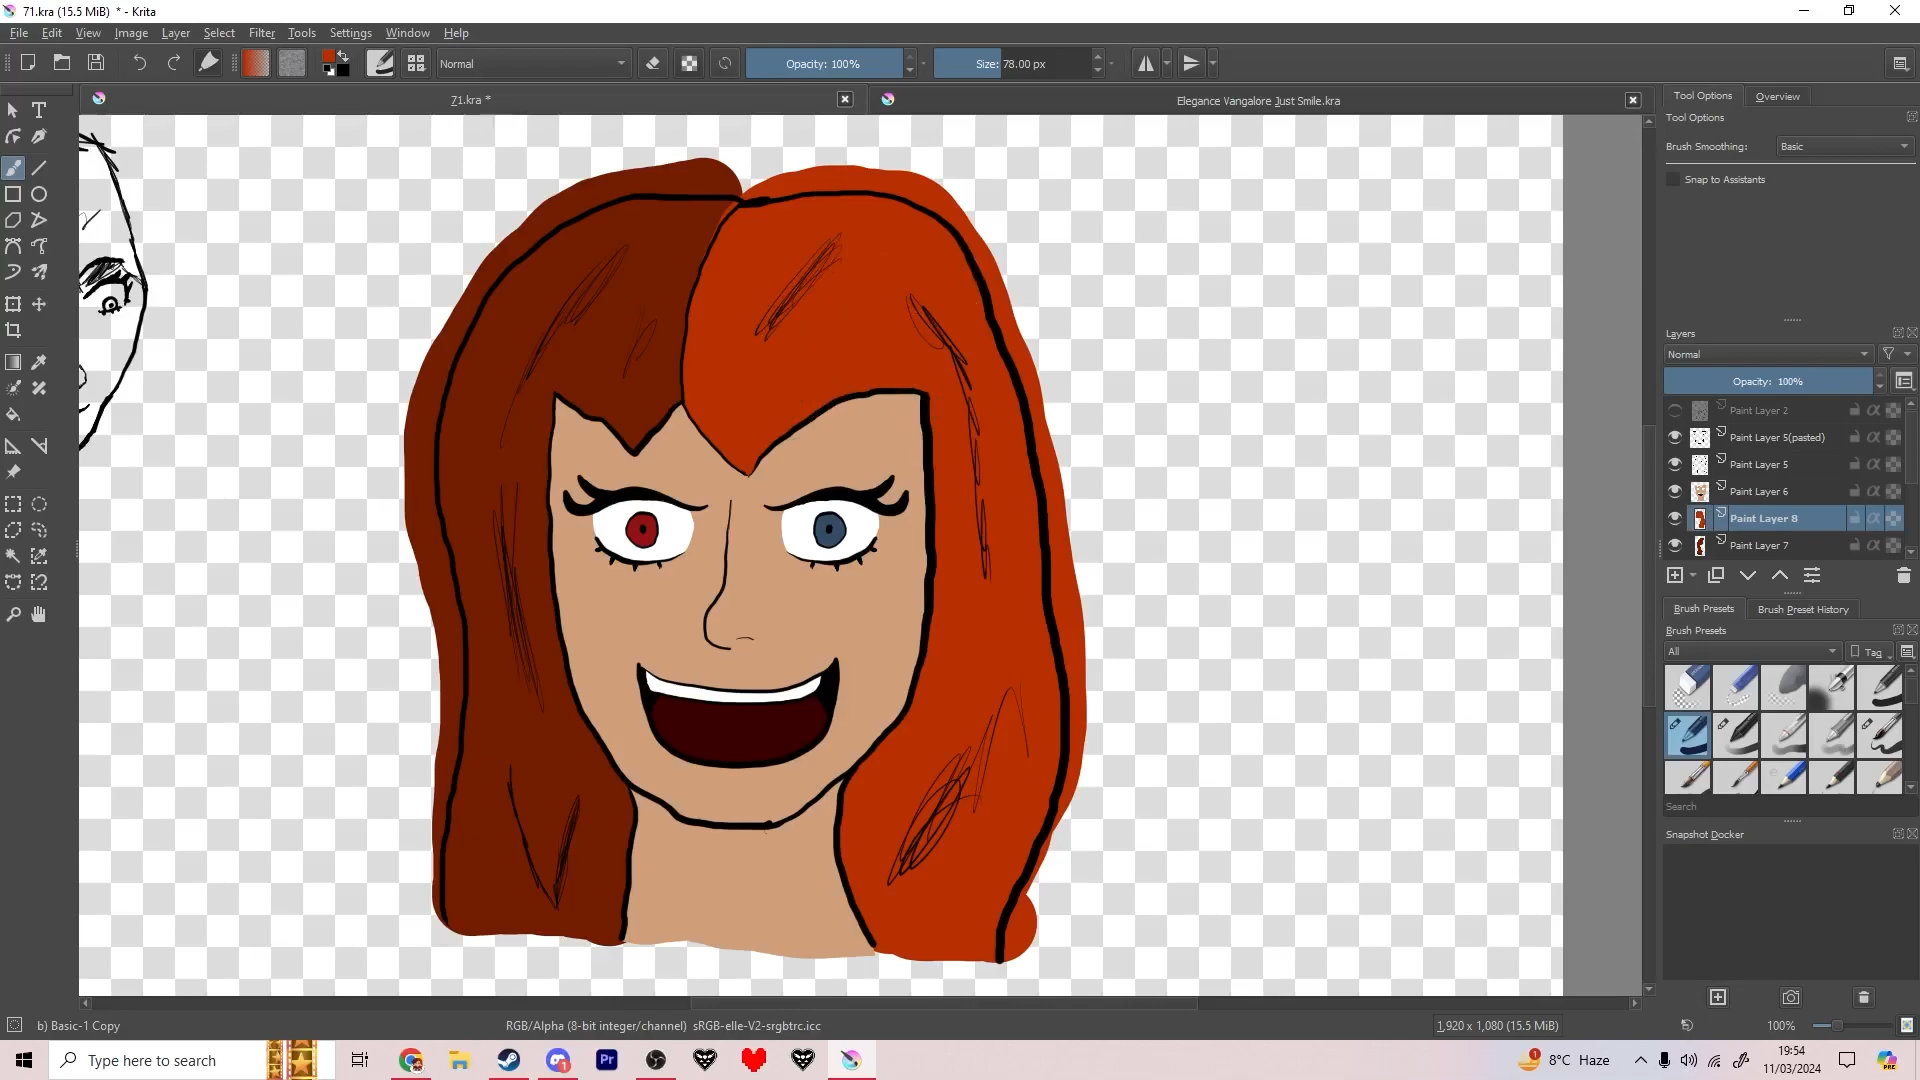 71.kra (15.5 MiB)  * - Krita
File Edit View Image Layer Select Filter Tools Settings Window Help
Normal Opacity: 100% Size: 78.00 px
71.kra *
Elegance Vangalore Just Smile.kra
Tool Options Overview
Tool Options
Brush Smoothing: Basic
Snap to Assistants
Layers
Normal
Opacity:  100%
Paint Layer 2
Paint Layer 5(pasted)
Paint Layer 5
Paint Layer 6
Paint Layer 8
Paint Layer 7
Brush Presets Brush Preset History
Brush Presets
All Tag
Search
Snapshot Docker
b) Basic-1 Copy
RGB/Alpha (8-bit integer/channel)  sRGB-elle-V2-srgbtrc.icc
1,920 x 1,080 (15.5 MiB)
100%
Type here to search
Pr
1
1
8°C Haze
19:54
11/03/2024
PRE